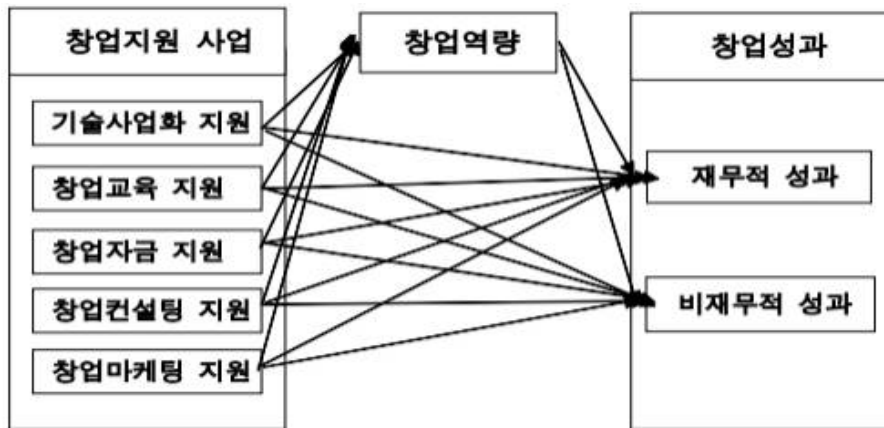 창업지원 사업
기술사업화 지원
창업교육 지원
창업자금 지원
창업컨설팅 지원
창업마케팅 지원
창업역량
창업성과
재무적 성과
비재무적 성과